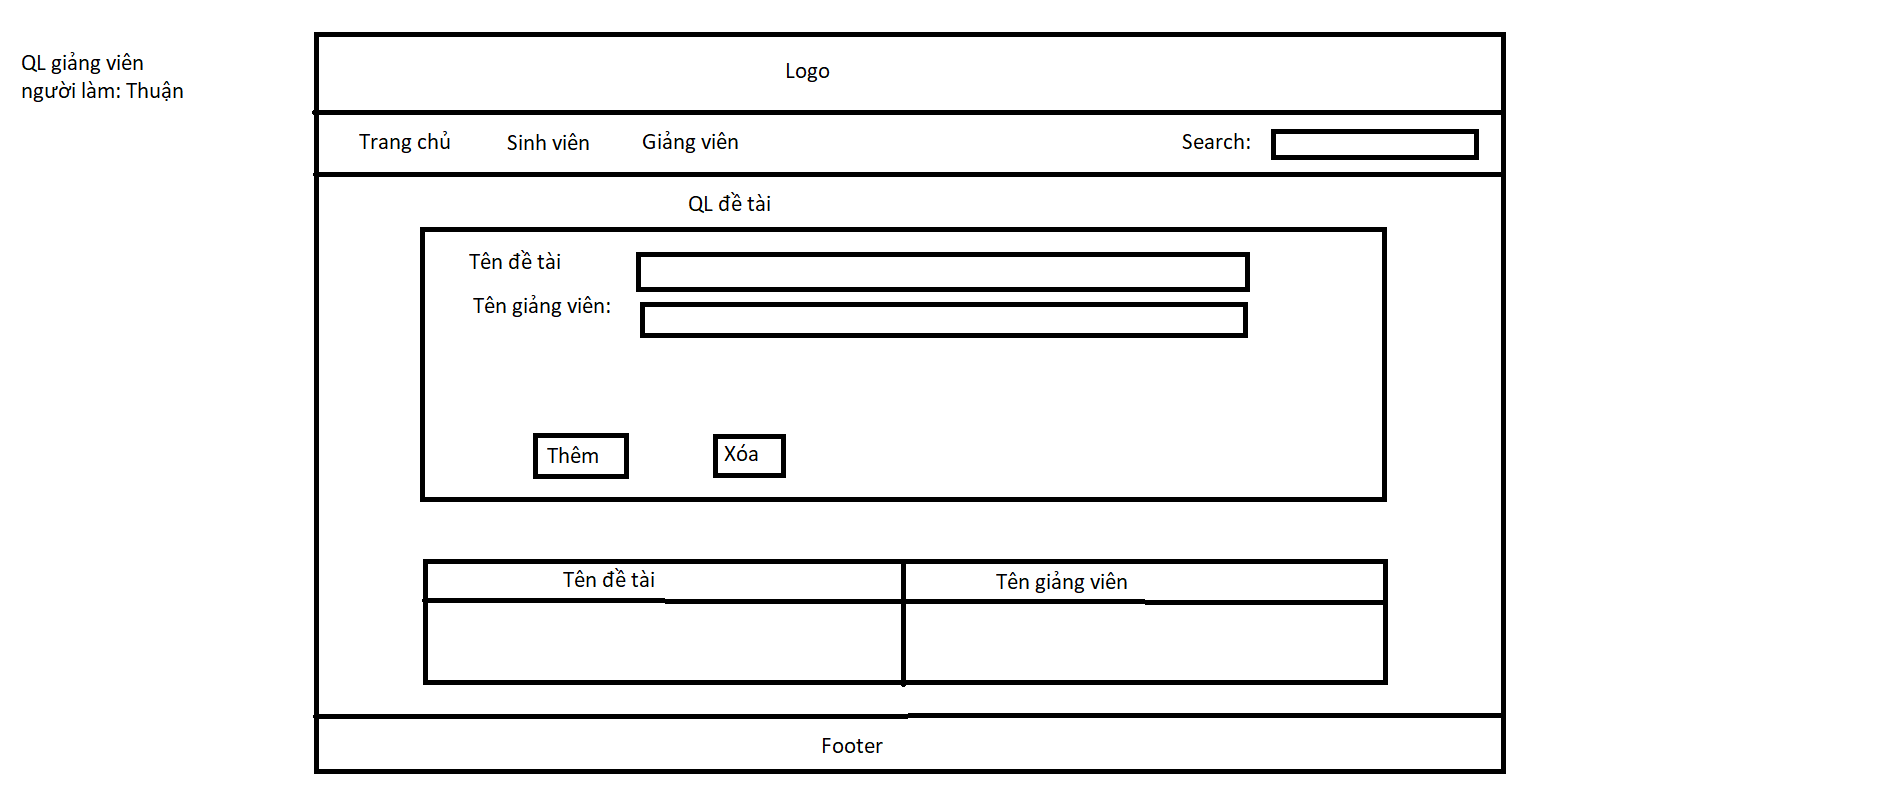 QL giảng viên
người làm: Thuận
Logo
Trang chủ Sinh viên Giảng viên Search:
QL đề tài
Tên đề tài
Tên giảng viên:
Thêm Xóa
Tên đề tài Tên giảng viên
Footer